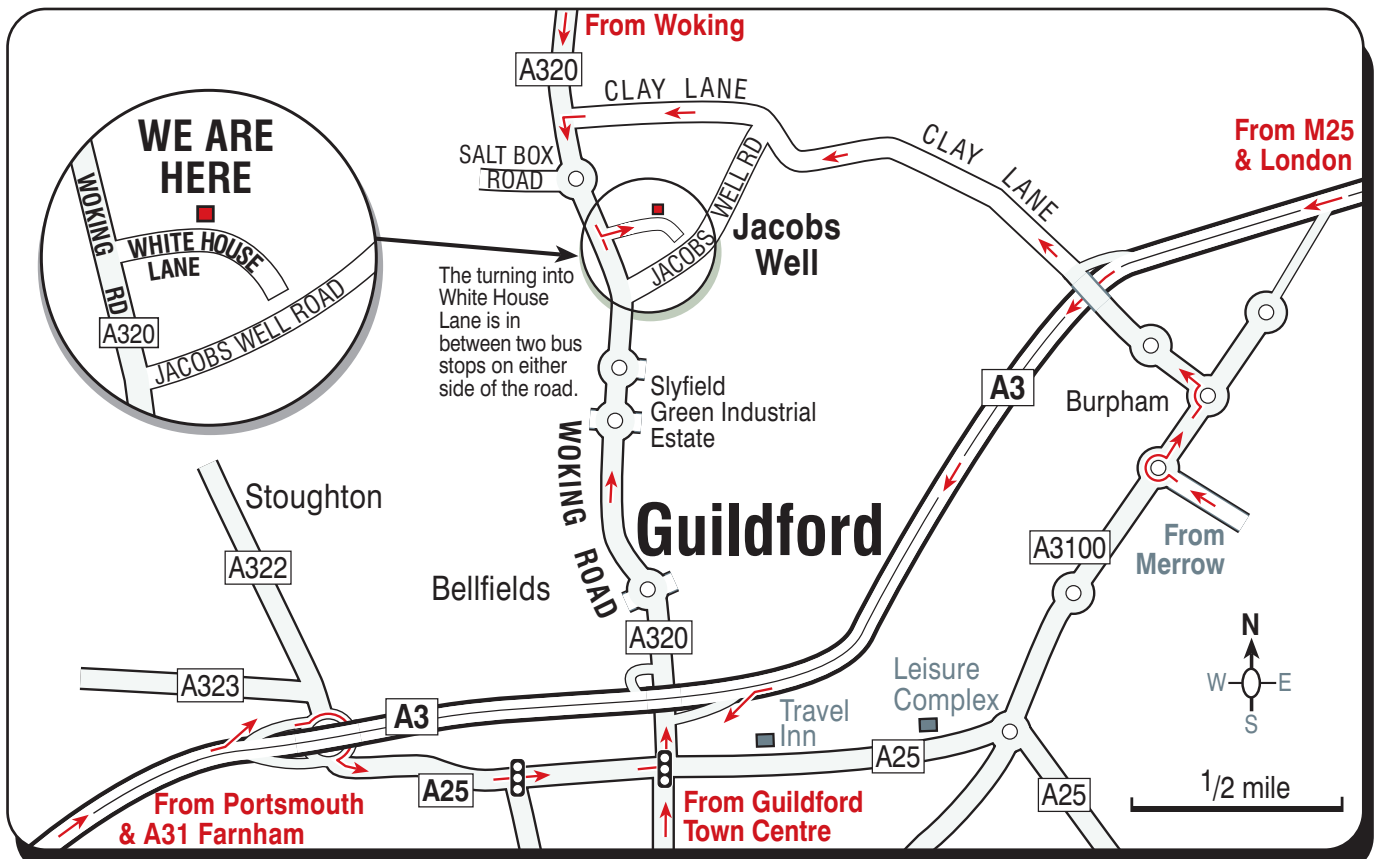 From Woking
A320
CLAY LANE
CLAY LANE
From M25
& London
WE ARE
HERE
WOKING RD
WHITE HOUSE
LANE
A320
JACOBS WELL ROAD
SALT BOX
ROAD
JACOBS WELL RD
Jacobs
Well
The turning into
White House
Lane is in
between two bus
stops on either
side of the road.
Slyfield
Green Industrial
Estate
A3
Burpham
WOKING ROAD
Stoughton
Guildford
From
Merrow
A3100
A322
Bellfields
A320
A323
A3
Leisure
Complex
Travel
Inn
N
W E
S
A25
A25
A25
1/2 mile
From Portsmouth
& A31 Farnham
From Guildford
Town Centre